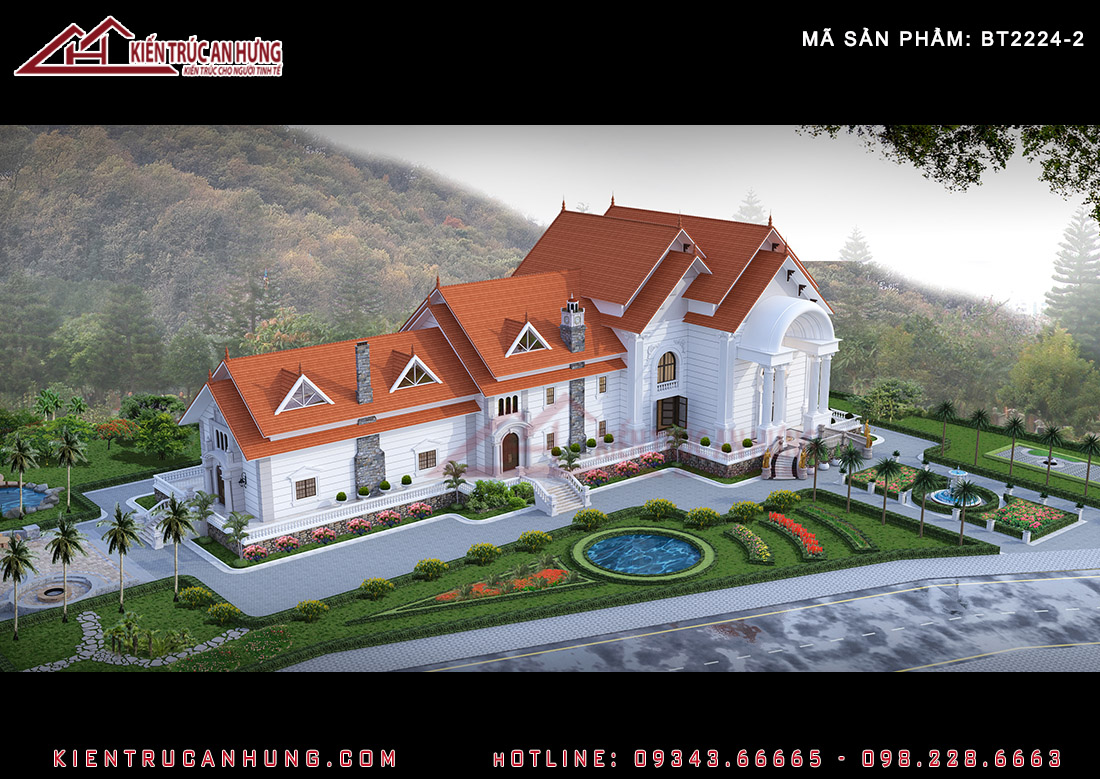 KIẾN TRÚC AN HƯNG
KIẾN TRÚC CHO NGƯỜI TINH TẾ
MÃ SẢN PHẨM: BT2224-2
KIENTRUCANHUNG.COM
HOTLINE: 09343.66665 - 098.228.6663